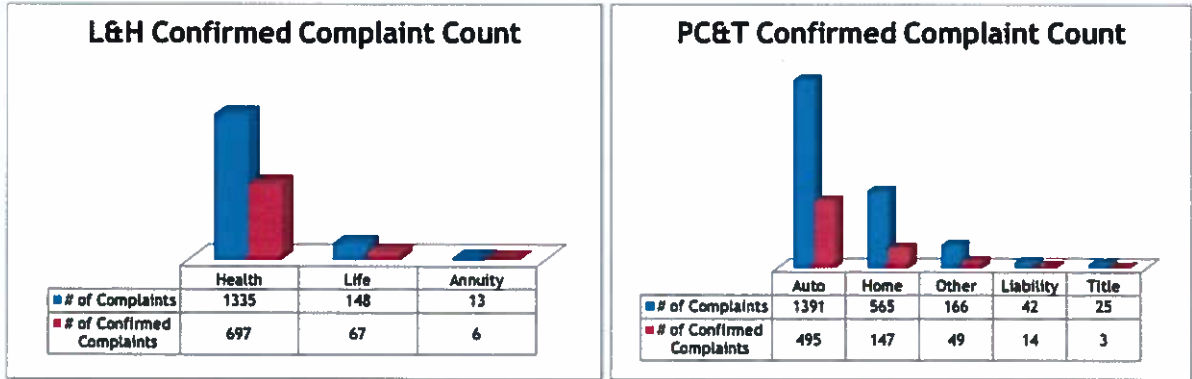 L&H Confirmed Complaint Count
Health Life Annuity
# of Complaints 1335 148 13
# of Confirmed Complaints 697 67 6
PC&T Confirmed Complaint Count
Auto Home Other Liability Title
# of Complaints 1391 565 166 42 25
# of Confirmed Complaints 495 147 49 14 3